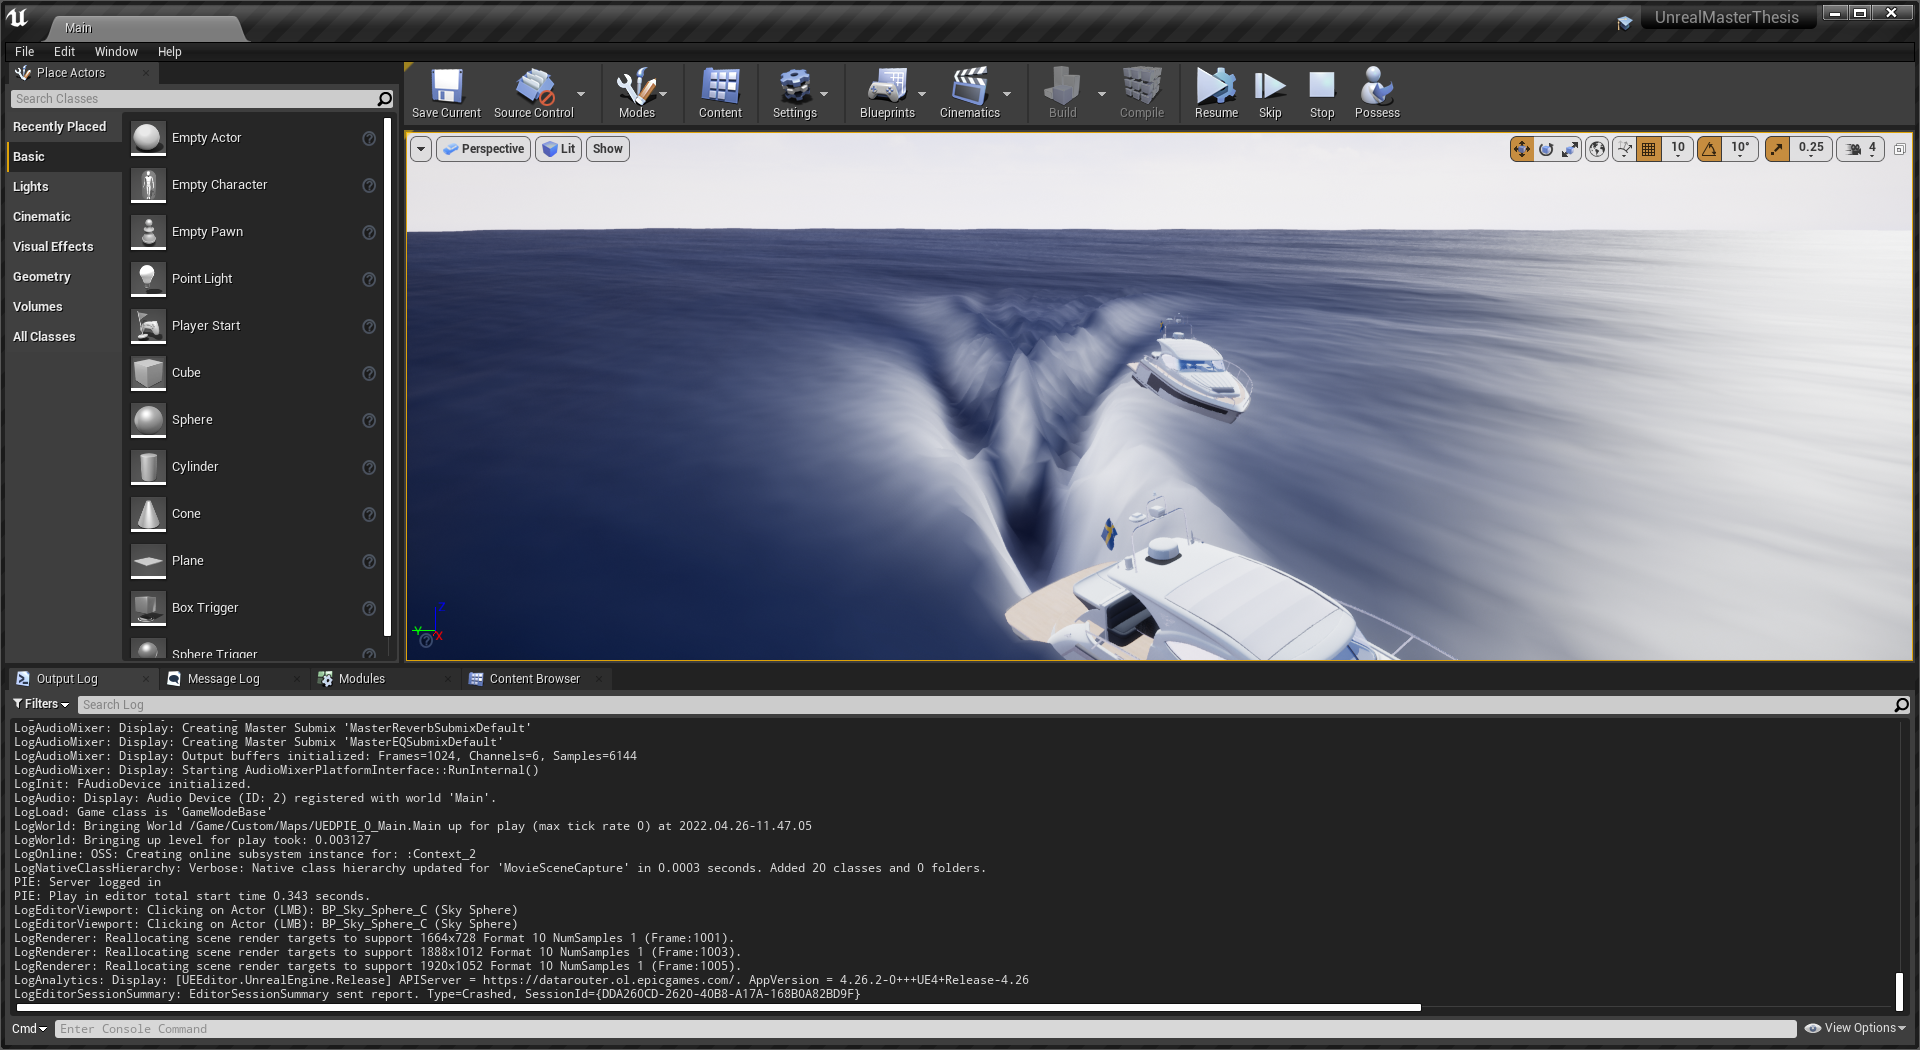 Main
UnrealMasterThesis
File Edit Window Help
Place Actors
Search Classes
Recently Placed
Basic
Lights
Cinematic
Visual Effects
Geometry
Volumes
All Classes
Empty Actor
Empty Character
Empty Pawn
Point Light
Player Start
Cube
Sphere
Cylinder
Cone
Plane
Box Trigger
Sphere Trigger
Save Current Source Control Modes Content Settings Blueprints Cinematics Build Compile Resume Skip Stop Possess
Perspective Lit Show
10 10° 0.25 4
Z
Y X
Output Log Message Log Modules Content Browser
Filters Search Log
LogAudioMixer: Display: Creating Master Submix 'MasterReverbSubmixDefault'
LogAudioMixer: Display: Creating Master Submix 'MasterEQSubmixDefault'
LogAudioMixer: Display: Output buffers initialized: Frames=1024, Channels=6, Samples=6144
LogAudioMixer: Display: Starting AudioMixerPlatformInterface::RunInternal()
LogInit: FAudioDevice initialized.
LogAudio: Display: Audio Device (ID: 2) registered with world 'Main'.
LogLoad: Game class is 'GameModeBase'
LogWorld: Bringing World /Game/Custom/Maps/UEDPIE_0_Main.Main up for play (max tick rate 0) at 2022.04.26-11.47.05
LogWorld: Bringing up level for play took: 0.003127
LogOnline: OSS: Creating online subsystem instance for: :Context_2
LogNativeClassHierarchy: Verbose: Native class hierarchy updated for 'MovieSceneCapture' in 0.0003 seconds. Added 20 classes and 0 folders.
PIE: Server logged in
PIE: Play in editor total start time 0.343 seconds.
LogEditorViewport: Clicking on Actor (LMB): BP_Sky_Sphere_C (Sky Sphere)
LogEditorViewport: Clicking on Actor (LMB): BP_Sky_Sphere_C (Sky Sphere)
LogRenderer: Reallocating scene render targets to support 1664x728 Format 10 NumSamples 1 (Frame:1001).
LogRenderer: Reallocating scene render targets to support 1888x1012 Format 10 NumSamples 1 (Frame:1003).
LogRenderer: Reallocating scene render targets to support 1920x1052 Format 10 NumSamples 1 (Frame:1005).
LogAnalytics: Display: [UEEditor.UnrealEngine.Release] APIServer = https://datarouter.ol.epicgames.com/. AppVersion = 4.26.2-0+++UE4+Release-4.26
LogEditorSessionSummary: EditorSessionSummary sent report. Type=Crashed, SessionId={DDA260CD-2620-40B8-A17A-168B0A82BD9F}
Cmd Enter Console Command View Options